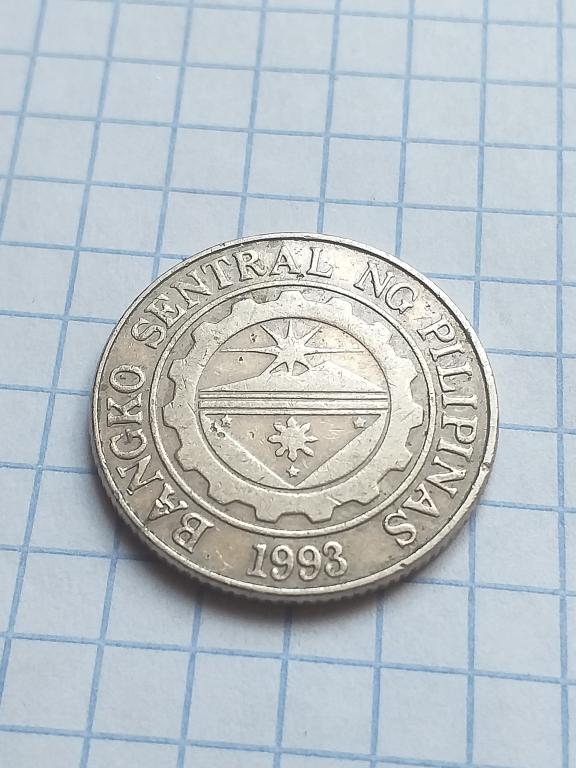 BANGKO SENTRAL NG PILIPINAS
1993